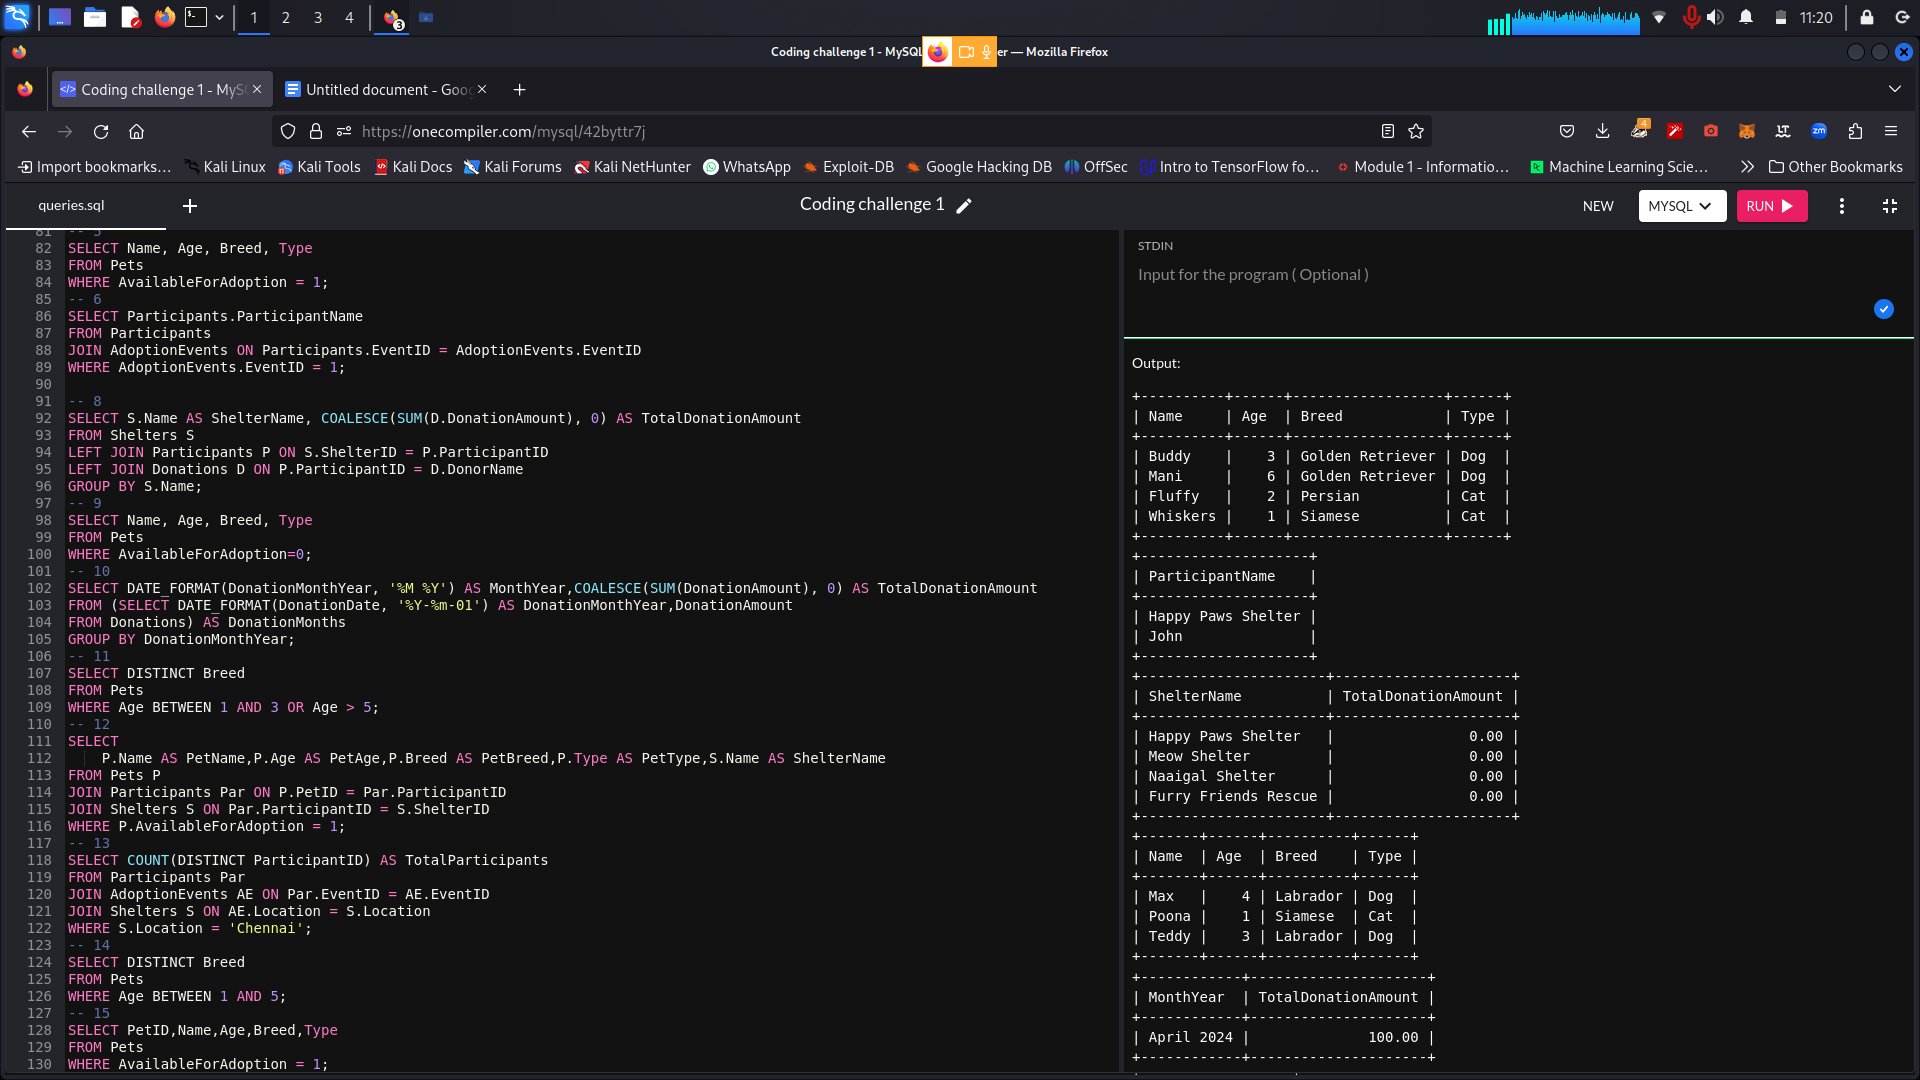 1 2 3 4 3 11:20
Coding challenge 1 - MySQL er — Mozilla Firefox
Coding challenge 1 - MyS
Untitled document - Goo
https://onecompiler.com/mysql/42byttr7j
4
zm
Import bookmarks... Kali Linux Kali Tools Kali Docs Kali Forums Kali NetHunter WhatsApp Exploit-DB Google Hacking DB OffSec Intro to TensorFlow fo... Module 1 - Informatio... Machine Learning Scie... Other Bookmarks
queries.sql
Coding challenge 1
NEW MYSQL RUN
81 -- 5
82 SELECT Name, Age, Breed, Type
83 FROM Pets
84 WHERE AvailableForAdoption = 1;
85 -- 6
86 SELECT Participants.ParticipantName
87 FROM Participants
88 JOIN AdoptionEvents ON Participants.EventID = AdoptionEvents.EventID
89 WHERE AdoptionEvents.EventID = 1;
90
91 -- 8
92 SELECT S.Name AS ShelterName, COALESCE(SUM(D.DonationAmount), 0) AS TotalDonationAmount
93 FROM Shelters S
94 LEFT JOIN Participants P ON S.ShelterID = P.ParticipantID
95 LEFT JOIN Donations D ON P.ParticipantID = D.DonorName
96 GROUP BY S.Name;
97 -- 9
98 SELECT Name, Age, Breed, Type
99 FROM Pets
100 WHERE AvailableForAdoption=0;
101 -- 10
102 SELECT DATE_FORMAT(DonationMonthYear, '%M %Y') AS MonthYear,COALESCE(SUM(DonationAmount), 0) AS TotalDonationAmount
103 FROM (SELECT DATE_FORMAT(DonationDate, '%Y-%m-01') AS DonationMonthYear,DonationAmount
104 FROM Donations) AS DonationMonths
105 GROUP BY DonationMonthYear;
106 -- 11
107 SELECT DISTINCT Breed
108 FROM Pets
109 WHERE Age BETWEEN 1 AND 3 OR Age > 5;
110 -- 12
111 SELECT
112 P.Name AS PetName,P.Age AS PetAge,P.Breed AS PetBreed,P.Type AS PetType,S.Name AS ShelterName
113 FROM Pets P
114 JOIN Participants Par ON P.PetID = Par.ParticipantID
115 JOIN Shelters S ON Par.ParticipantID = S.ShelterID
116 WHERE P.AvailableForAdoption = 1;
117 -- 13
118 SELECT COUNT(DISTINCT ParticipantID) AS TotalParticipants
119 FROM Participants Par
120 JOIN AdoptionEvents AE ON Par.EventID = AE.EventID
121 JOIN Shelters S ON AE.Location = S.Location
122 WHERE S.Location = 'Chennai';
123 -- 14
124 SELECT DISTINCT Breed
125 FROM Pets
126 WHERE Age BETWEEN 1 AND 5;
127 -- 15
128 SELECT PetID,Name,Age,Breed,Type
129 FROM Pets
130 WHERE AvailableForAdoption = 1;
STDIN
Input for the program ( Optional )
Output:
+----------+------+------------------+------+
| Name     | Age  | Breed            | Type |
+----------+------+------------------+------+
| Buddy    |    3 | Golden Retriever | Dog  |
| Mani     |    6 | Golden Retriever | Dog  |
| Fluffy   |    2 | Persian          | Cat  |
| Whiskers |    1 | Siamese          | Cat  |
+----------+------+------------------+------+
+--------------------+
| ParticipantName    |
+--------------------+
| Happy Paws Shelter |
| John               |
+--------------------+
+----------------------+---------------------+
| ShelterName          | TotalDonationAmount |
+----------------------+---------------------+
| Happy Paws Shelter   |                0.00 |
| Meow Shelter         |                0.00 |
| Naaigal Shelter      |                0.00 |
| Furry Friends Rescue |                0.00 |
+----------------------+---------------------+
+-------+------+----------+------+
| Name  | Age  | Breed    | Type |
+-------+------+----------+------+
| Max   |    4 | Labrador | Dog  |
| Poona |    1 | Siamese  | Cat  |
| Teddy |    3 | Labrador | Dog  |
+-------+------+----------+------+
+------------+---------------------+
| MonthYear  | TotalDonationAmount |
+------------+---------------------+
| April 2024 |              100.00 |
+------------+---------------------+